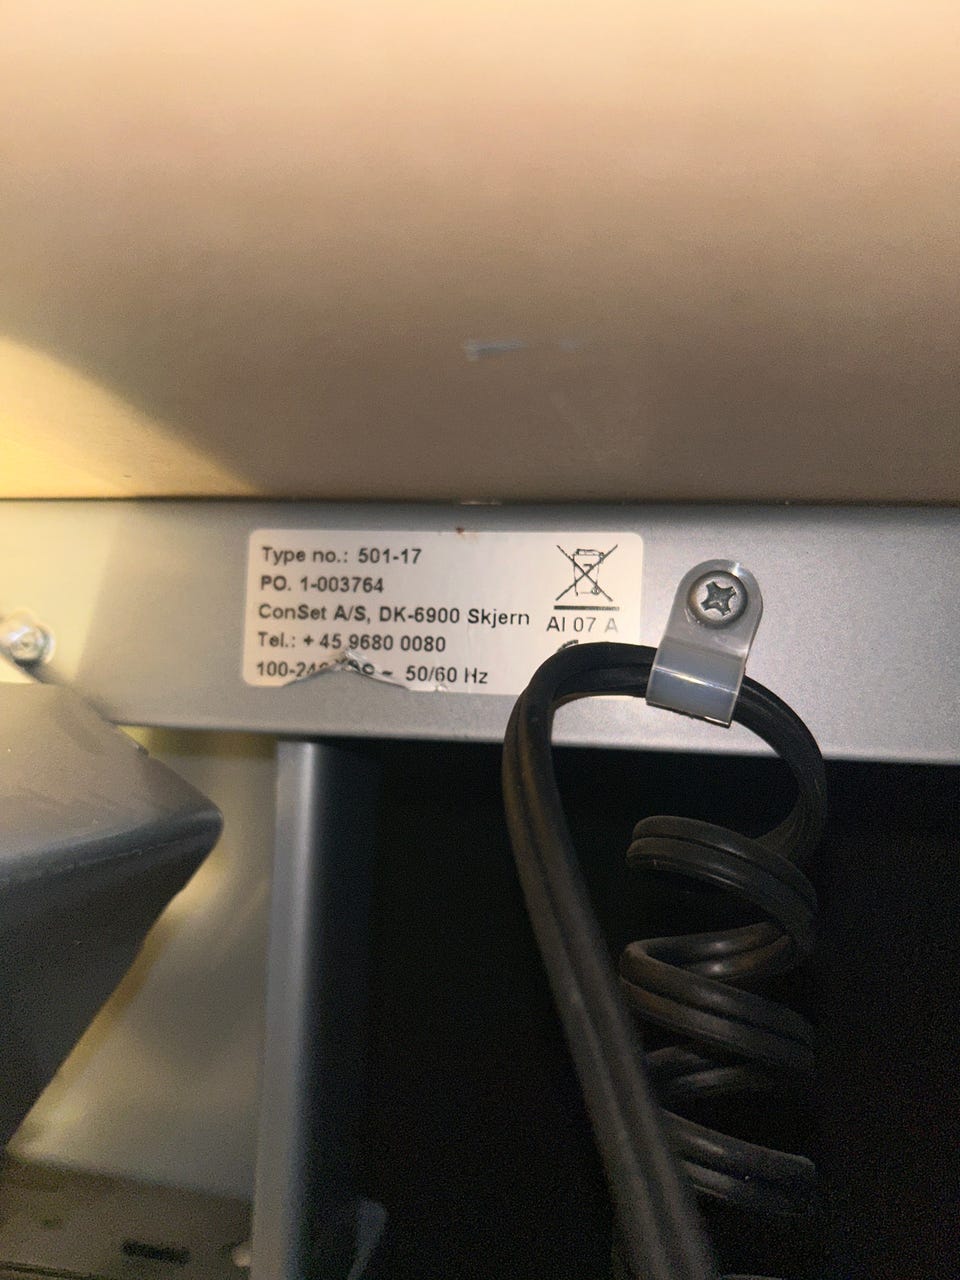 Type no.: 501-17
PO. 1-003764
ConSet A/S, DK-6900 Skjern
Tel.: + 45 9680 0080
50/60 Hz
AI 07 A